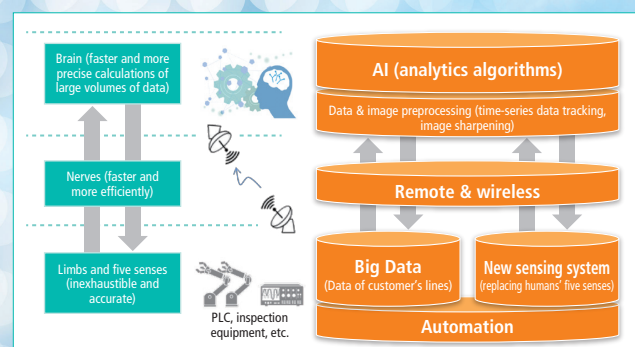 Brain (faster and more
precise calculations of
large volumes of data)
Nerves (faster and
more efficiently)
Limbs and five senses
(inexhaustible and
accurate)
PLC, inspection
equipment, etc.
AI (analytics algorithms)
Data & image preprocessing (time-series data tracking,
image sharpening)
Remote & wireless
Big Data
(Data of customer's lines)
New sensing system
(replacing humans' five senses)
Automation